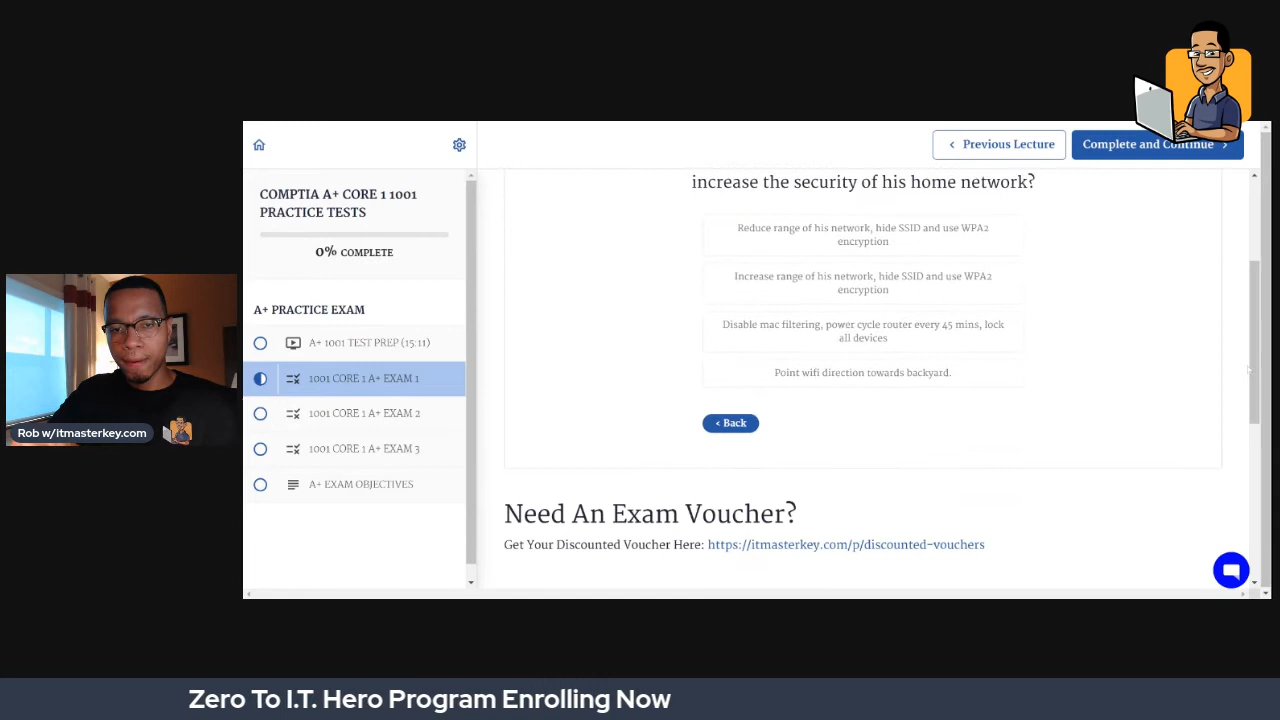 Previous Lecture
Complete and Continue
COMPTIA A+ CORE 1 1001
PRACTICE TESTS
0% COMPLETE
A+ PRACTICE EXAM
A+ 1001 TEST PREP (15:11)
1001 CORE 1 A+ EXAM 1
1001 CORE 1 A+ EXAM 2
1001 CORE 1 A+ EXAM 3
A+ EXAM OBJECTIVES
increase the security of his home network?
Reduce range of his network, hide SSID and use WPA2
encryption
Increase range of his network, hide SSID and use WPA2
encryption
Disable mac filtering, power cycle router every 45 mins, lock
all devices
Point wifi direction towards backyard.
< Back
Need An Exam Voucher?
Get Your Discounted Voucher Here: https://itmasterkey.com/p/discounted-vouchers
Rob w/itmasterkey.com
Zero To I.T. Hero Program Enrolling Now